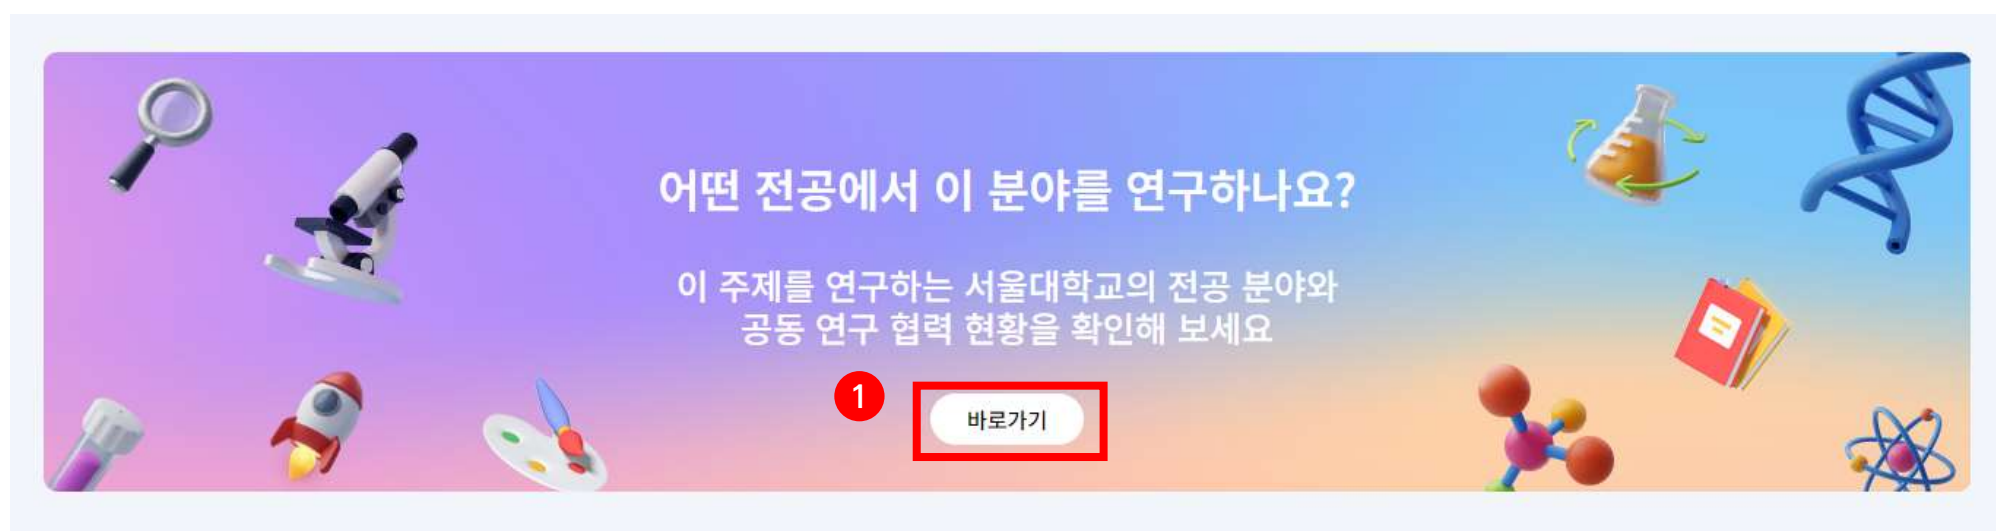 어떤 전공에서 이 분야를 연구하나요?
이 주제를 연구하는 서울대학교의 전공 분야와
공동 연구 협력 현황을 확인해 보세요
1
바로가기